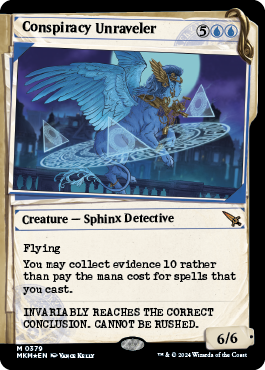 Conspiracy Unraveler 5
Creature — Sphinx Detective
Flying
You may collect evidence 10 rather
than pay the mana cost for spells that
you cast.
INVARIABLY REACHES THE CORRECT
CONCLUSION. CANNOT BE RUSHED.
6/6
M 0379
MKM • EN Vance Kelly
™ & © 2024 Wizards of the Coast